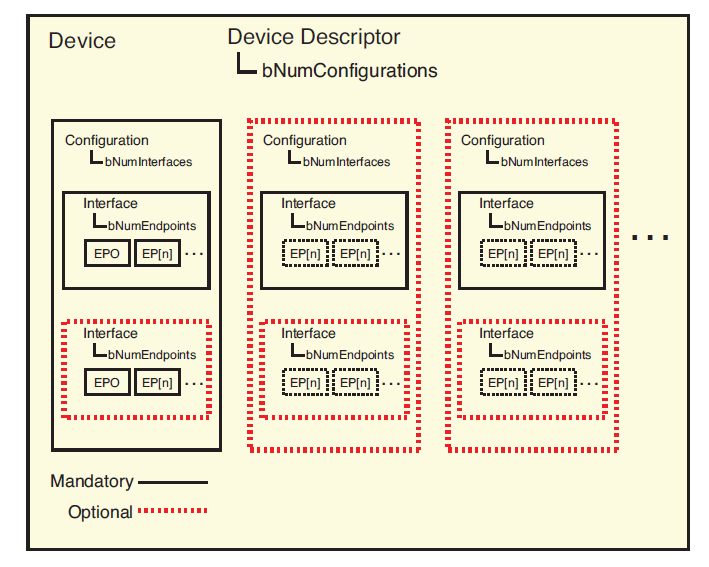 Device
Device Descriptor
bNumConfigurations
Configuration
bNumInterfaces
Interface
bNumEndpoints
EPO EP[n] ...
Interface
bNumEndpoints
EPO EP[n] ...
Configuration
bNumInterfaces
Interface
bNumEndpoints
EP[n] EP[n] ...
Interface
bNumEndpoints
EP[n] EP[n] ...
Configuration
bNumInterfaces
Interface
bNumEndpoints
EP[n] EP[n] ...
Interface
bNumEndpoints
EP[n] EP[n] ...
...
Mandatory
Optional